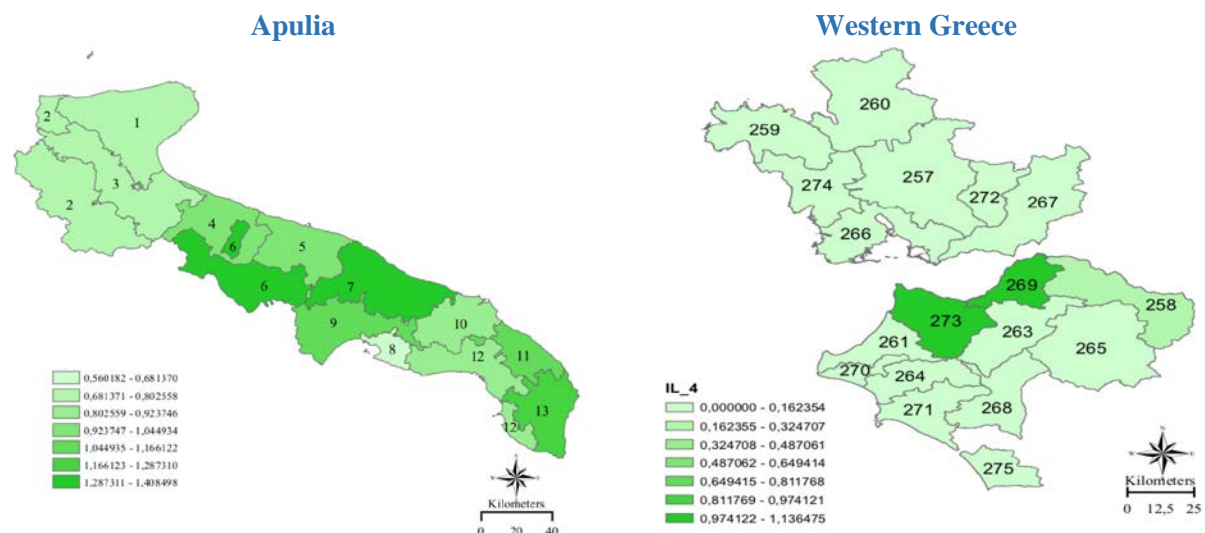 Apulia
2
1
3
2
4
6
5
6
7
9
10
8
12
11
13
12
0,560182 - 0,681370
0,681371 - 0,802558
0,802559 - 0,923746
0,923747 - 1,044934
1,044935 - 1,166122
1,166123 - 1,287310
1,287311 - 1,408498
N
W
E
S
Kilometers
0 20 40
Western Greece
260
259
257
274
272
267
266
269
258
273
263
261
265
270
264
271
268
275
IL_4
0,000000 - 0,162354
0,162355 - 0,324707
0,324708 - 0,487061
0,487062 - 0,649414
0,649415 - 0,811768
0,811769 - 0,974121
0,974122 - 1,136475
N
W
E
S
Kilometers
0 12,5 25